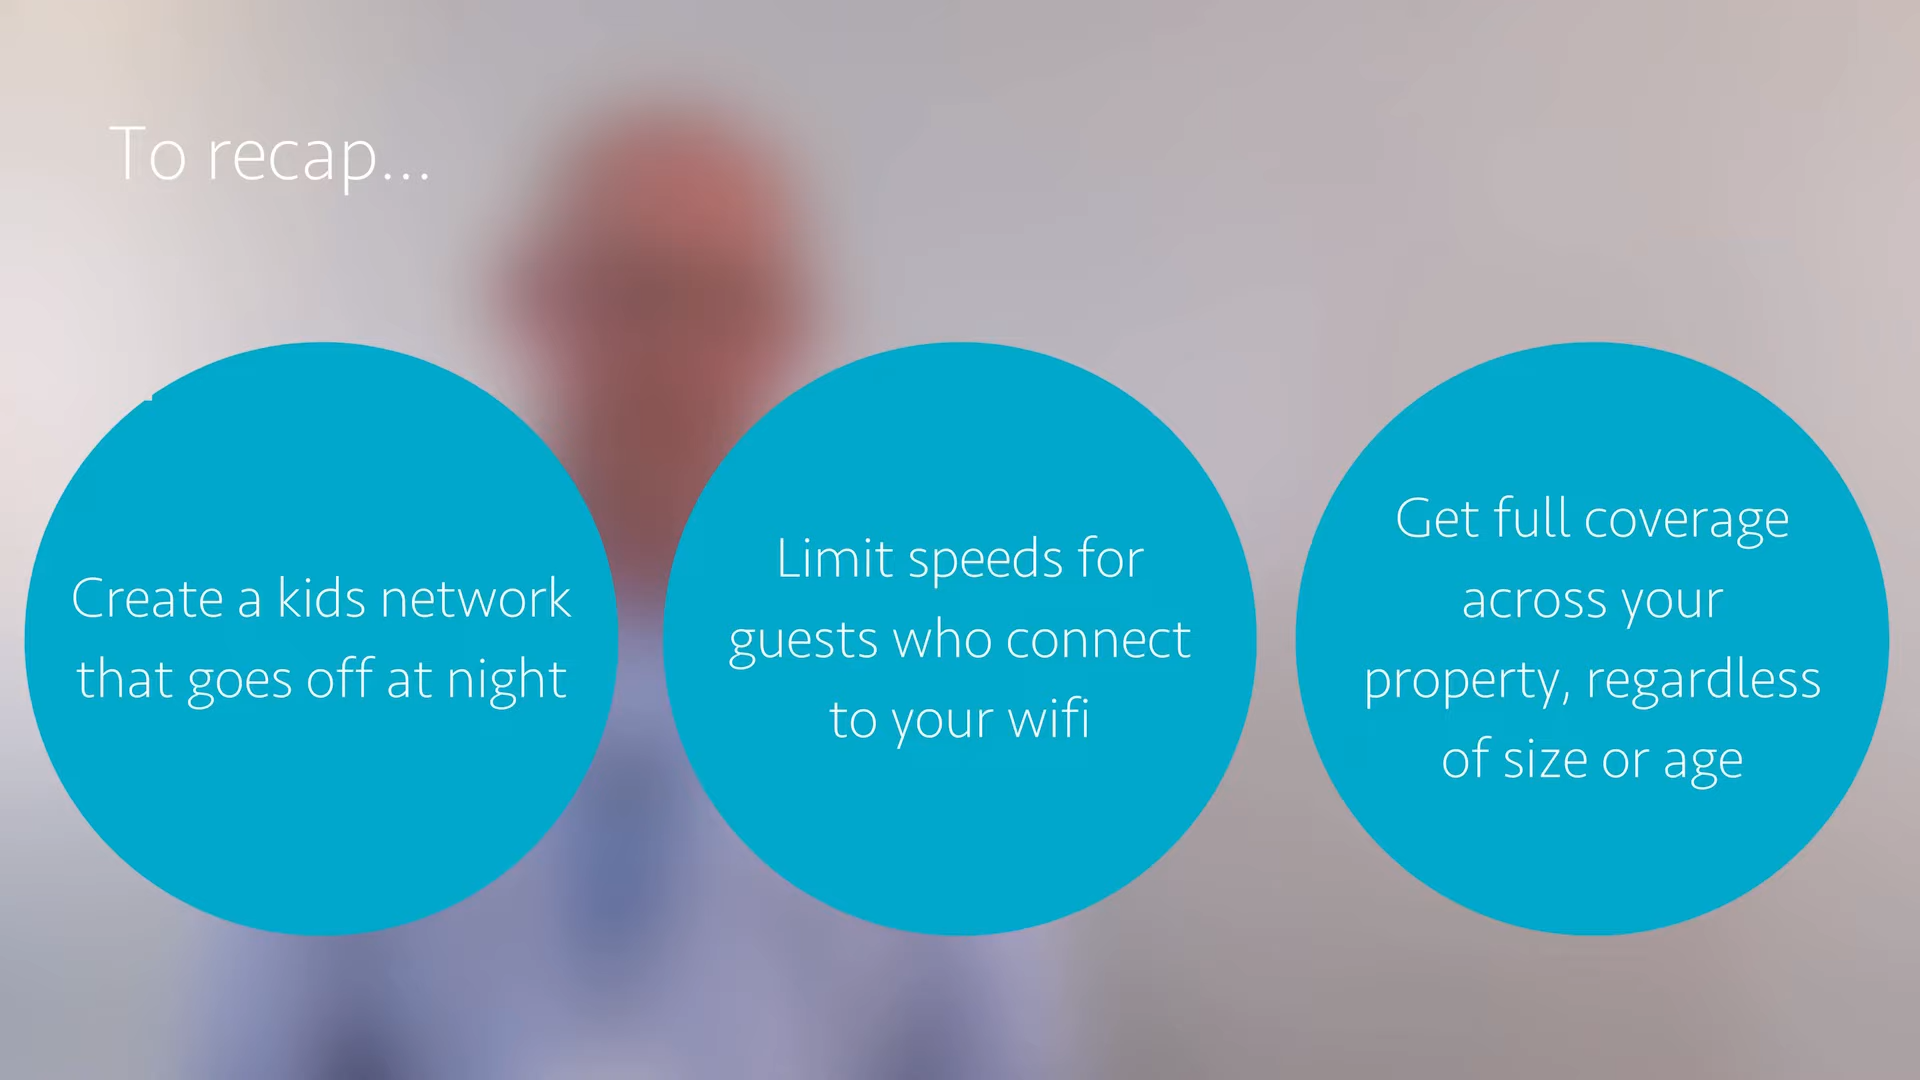 To recap...
Create a kids network
that goes off at night
Limit speeds for
guests who connect
to your wifi
Get full coverage
across your
property, regardless
of size or age